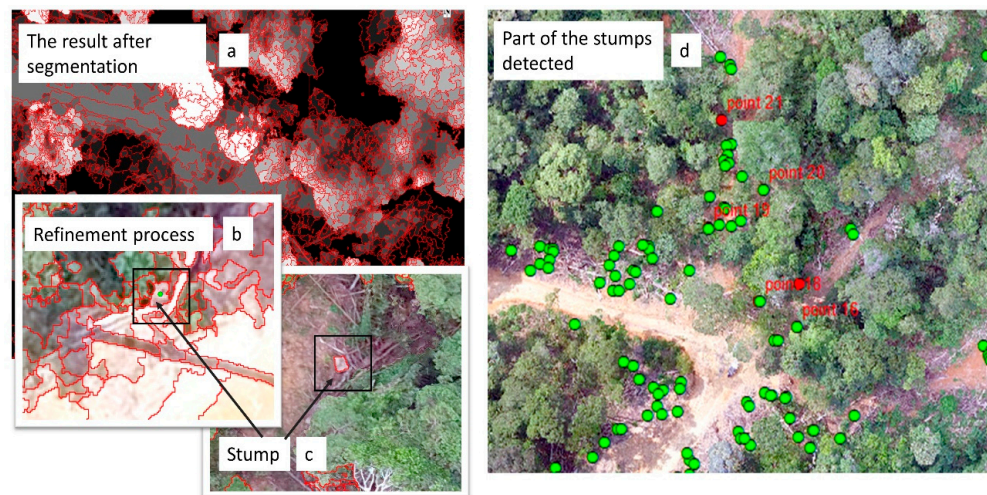 The result after
segmentation
a
Refinement process
b
Stump
c
Part of the stumps
detected
d
point 21
point 20
point 19
point 18
point 16